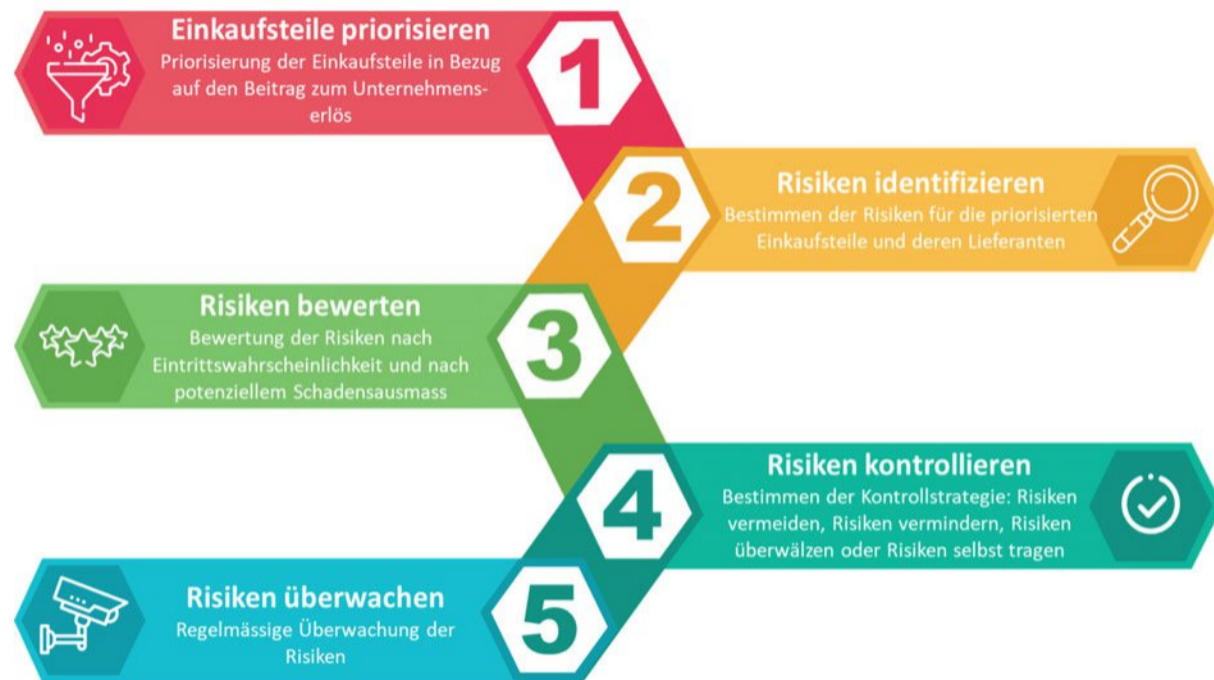 Einkaufsteile priorisieren
Priorisierung der Einkaufsteile in Bezug
auf den Beitrag zum Unternehmens-
erlös
1
2
Risiken identifizieren
Bestimmen der Risiken für die priorisierten
Einkaufsteile und deren Lieferanten
Risiken bewerten
Bewertung der Risiken nach
Eintrittswahrscheinlichkeit und nach
potenziellem Schadensausmass
3
4
Risiken kontrollieren
Bestimmen der Kontrollstrategie: Risiken
vermeiden, Risiken vermindern, Risiken
überwälzen oder Risiken selbst tragen
Risiken überwachen
Regelmässige Überwachung der
Risiken
5